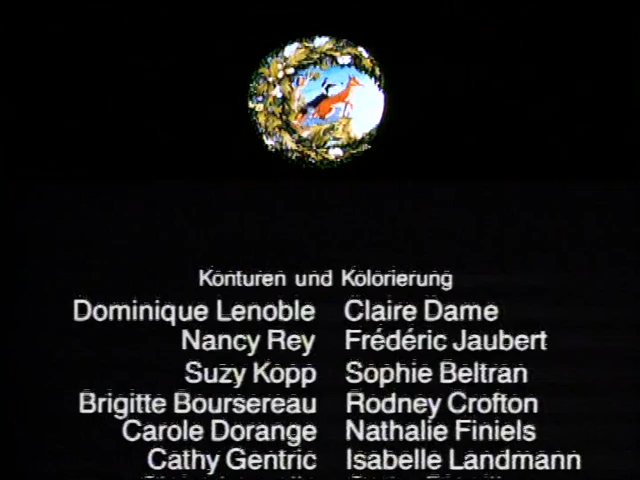 Konturen und Kolorierung
Dominique Lenoble Claire Dame
Nancy Rey Frédéric Jaubert
Suzy Kopp Sophie Beltran
Brigitte Boursereau Rodney Crofton
Carole Dorange Nathalie Finiels
Cathy Gentric Isabelle Landmann